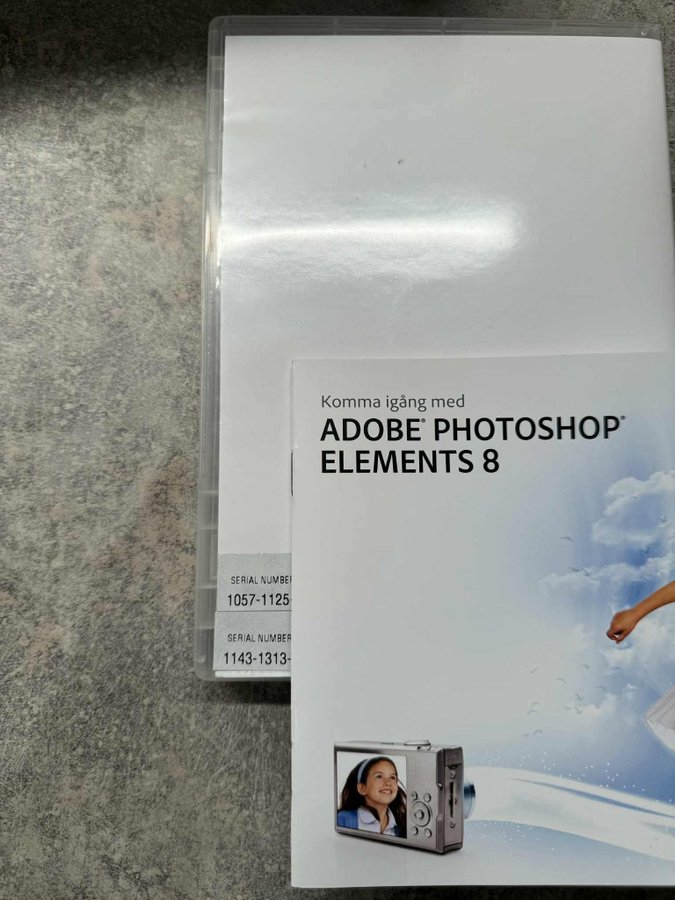 Komma igång med
ADOBE® PHOTOSHOP®
ELEMENTS 8
SERIAL NUMBER
1057-1125-
SERIAL NUMBER
1143-1313-